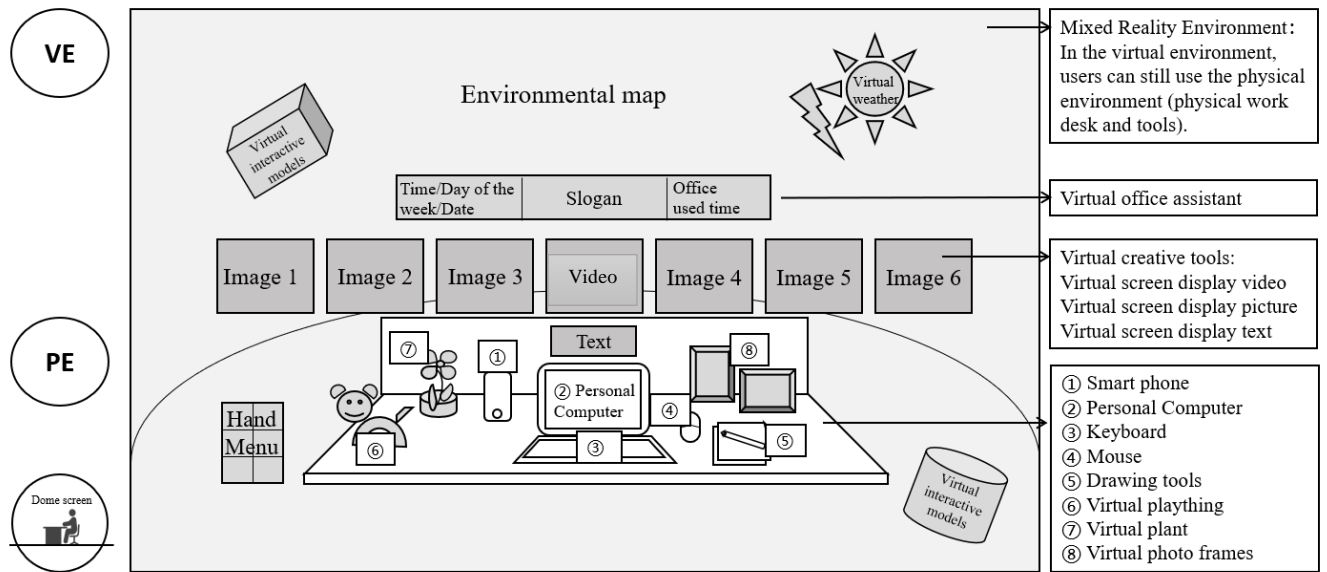 VE
PE
Dome screen
Environmental map
Virtual
interactive
models
Virtual
weather
Time/Day of the
week/Date
Slogan
Office
used time
Image 1
Image 2
Image 3
Video
Image 4
Image 5
Image 6
Text
⑦
①
② Personal
Computer
⑧
④
③
⑤
⑥
Hand
Menu
Virtual
interactive
models
Mixed Reality Environment:
In the virtual environment,
users can still use the physical
environment (physical work
desk and tools).
Virtual office assistant
Virtual creative tools:
Virtual screen display video
Virtual screen display picture
Virtual screen display text
① Smart phone
② Personal Computer
③ Keyboard
④ Mouse
⑤ Drawing tools
⑥ Virtual plaything
⑦ Virtual plant
⑧ Virtual photo frames